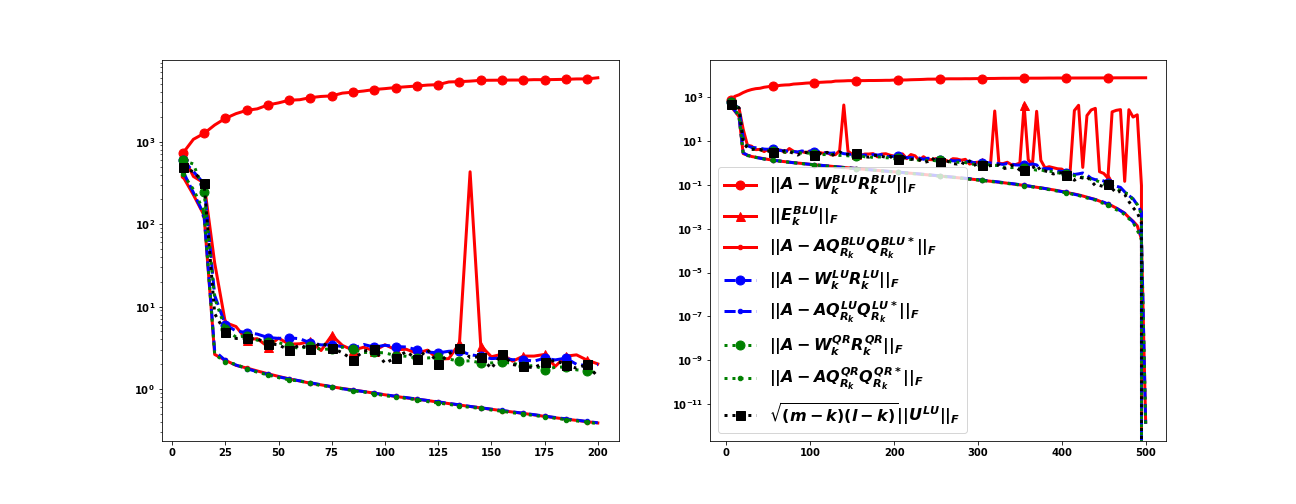 10³
10²
10¹
10⁰
0 25 50 75 100 125 150 175 200
10³
10¹
10⁻¹
10⁻³
10⁻⁵
10⁻⁷
10⁻⁹
10⁻¹¹
0 100 200 300 400 500
||A − W_k^{BLU} R_k^{BLU}||_F
||E_k^{BLU}||_F
||A − AQ_{R_k}^{BLU} Q_{R_k}^{BLU*}||_F
||A − W_k^{LU} R_k^{LU}||_F
||A − AQ_{R_k}^{LU} Q_{R_k}^{LU*}||_F
||A − W_k^{QR} R_k^{QR}||_F
||A − AQ_{R_k}^{QR} Q_{R_k}^{QR*}||_F
√(m − k)(l − k)||U^{LU}||_F